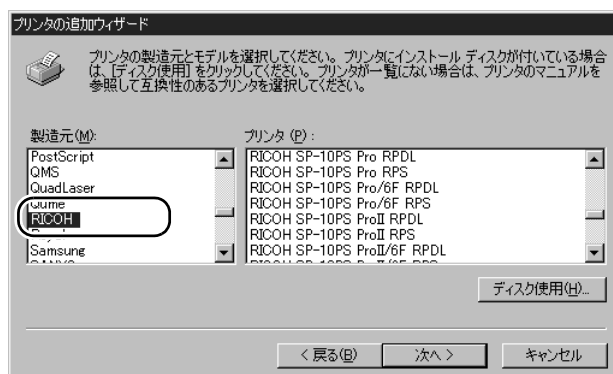 プリンタの追加ウィザード
プリンタの製造元とモデルを選択してください。プリンタにインストール ディスクが付いている場合
は、[ディスク使用] をクリックしてください。プリンタが一覧にない場合は、プリンタのマニュアルを
参照して互換性のあるプリンタを選択してください。
製造元(M):
プリンタ (P) :
PostScript
QMS
QuadLaser
Qume
RICOH
Samsung
RICOH SP-10PS Pro RPDL
RICOH SP-10PS Pro RPS
RICOH SP-10PS Pro/6F RPDL
RICOH SP-10PS Pro/6F RPS
RICOH SP-10PS ProⅡ RPDL
RICOH SP-10PS ProⅡ RPS
RICOH SP-10PS ProⅡ/6F RPDL
ディスク使用(H)...
< 戻る(B)
次へ >
キャンセル